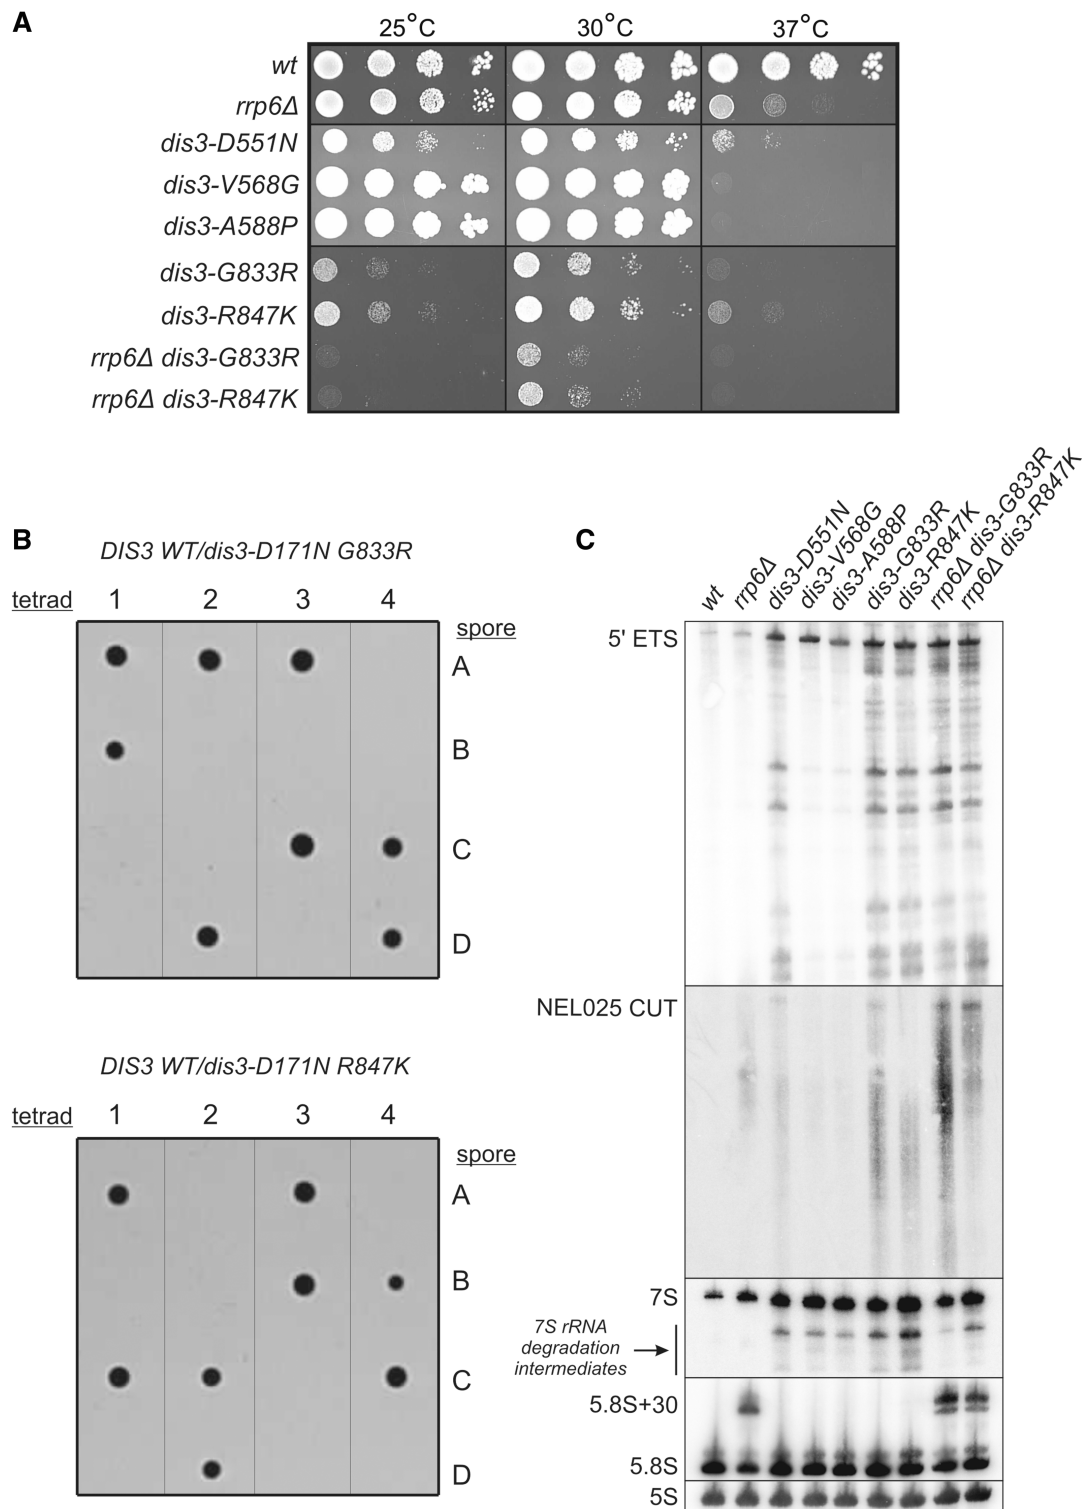 A
25°C 30°C 37°C
wt
rrp6Δ
dis3-D551N
dis3-V568G
dis3-A588P
dis3-G833R
dis3-R847K
rrp6Δ dis3-G833R
rrp6Δ dis3-R847K
B
DIS3 WT/dis3-D171N G833R
tetrad 1 2 3 4
spore
A
B
C
D
DIS3 WT/dis3-D171N R847K
tetrad 1 2 3 4
spore
A
B
C
D
C
wt
rrp6Δ
dis3-D551N
dis3-V568G
dis3-A588P
dis3-G833R
dis3-R847K
rrp6Δ dis3-G833R
rrp6Δ dis3-R847K
5' ETS
NEL025 CUT
7S
7S rRNA
degradation
intermediates
5.8S+30
5.8S
5S